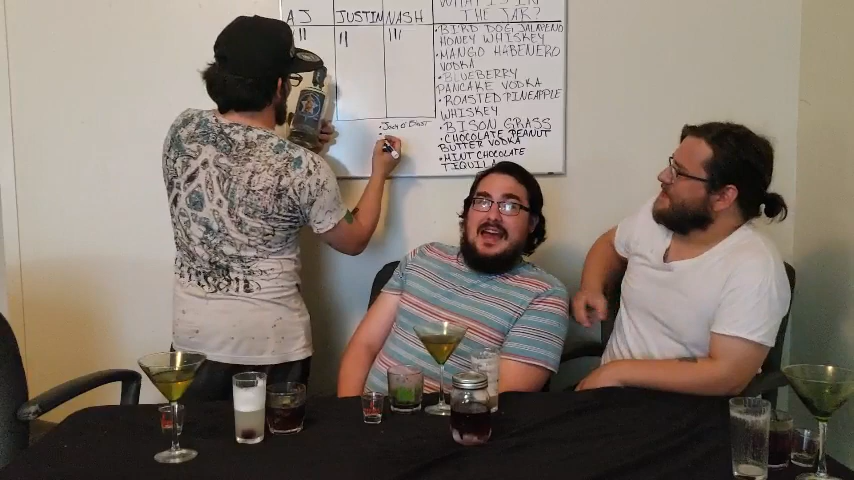 AJ JUSTIN NASH
WHAT IS IN
THE JAR?
• BIRD DOG JALAPENO
HONEY WHISKEY
• MANGO HABENERO
VODKA
• BLUEBERRY
PANCAKE VODKA
• ROASTED PINEAPPLE
WHISKEY
• BISON GRASS
• CHOCOLATE PEANUT
BUTTER VODKA
• MINT CHOCOLATE
TEQUILA